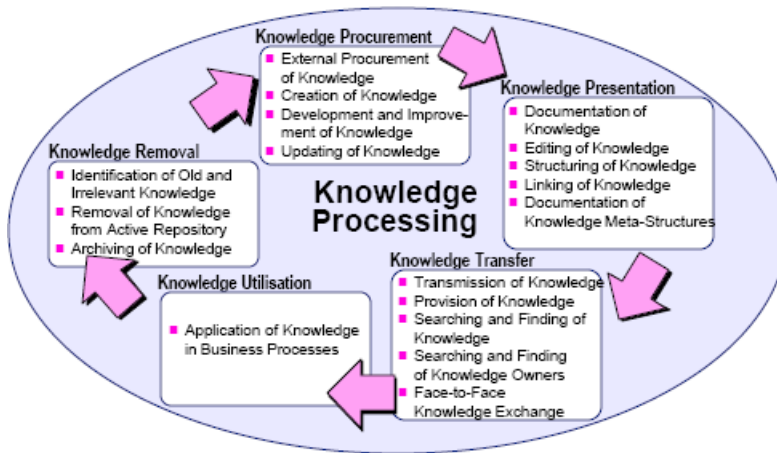 Knowledge Procurement
External Procurement
of Knowledge
Creation of Knowledge
Development and Improve-
ment of Knowledge
Updating of Knowledge
Knowledge Presentation
Documentation of
Knowledge
Editing of Knowledge
Structuring of Knowledge
Linking of Knowledge
Documentation of
Knowledge Meta-Structures
Knowledge Removal
Identification of Old and
Irrelevant Knowledge
Removal of Knowledge
from Active Repository
Archiving of Knowledge
Knowledge
Processing
Knowledge Transfer
Transmission of Knowledge
Provision of Knowledge
Searching and Finding of
Knowledge
Searching and Finding
of Knowledge Owners
Face-to-Face
Knowledge Exchange
Knowledge Utilisation
Application of Knowledge
in Business Processes